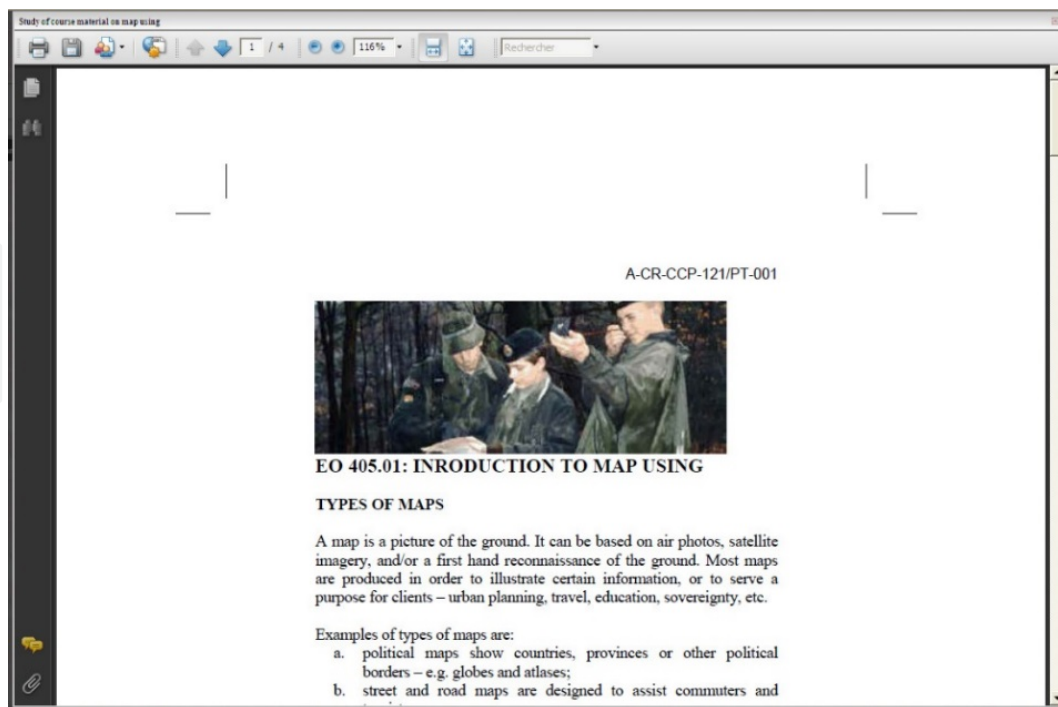 Study of course material on map using
1 / 4 116% Rechercher
A-CR-CCP-121/PT-001
EO 405.01: INRODUCTION TO MAP USING
TYPES OF MAPS
A map is a picture of the ground. It can be based on air photos, satellite
imagery, and/or a first hand reconnaissance of the ground. Most maps
are produced in order to illustrate certain information, or to serve a
purpose for clients – urban planning, travel, education, sovereignty, etc.
Examples of types of maps are:
a. political maps show countries, provinces or other political
borders – e.g. globes and atlases;
b. street and road maps are designed to assist commuters and